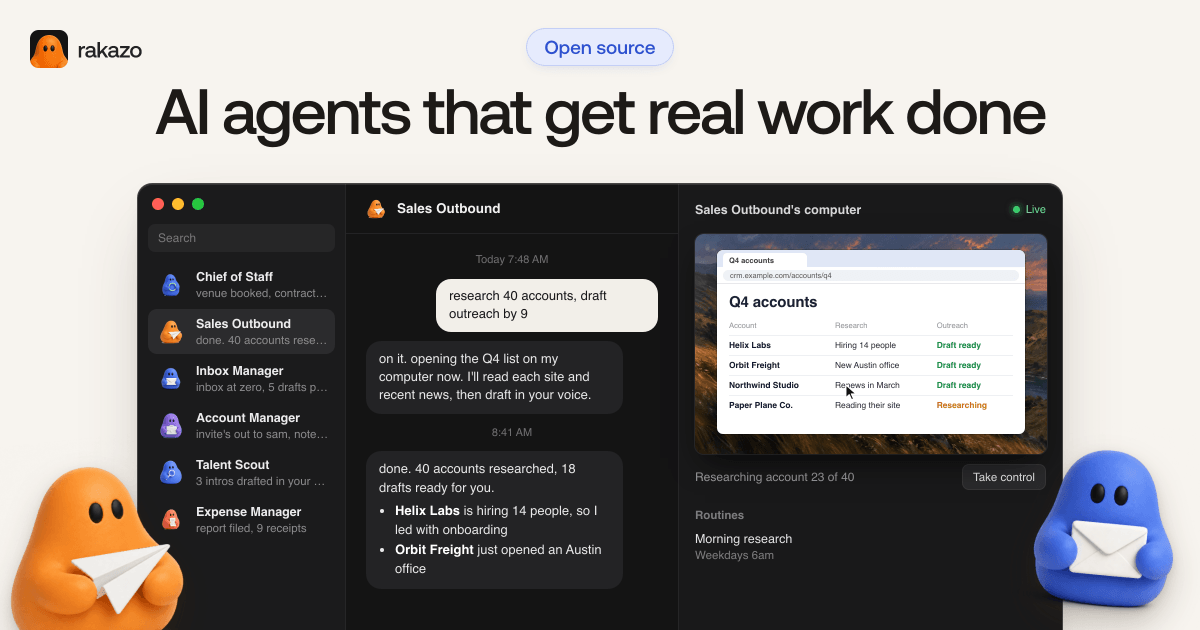 rakazo
Open source
AI agents that get real work done
Search
Chief of Staff
venue booked, contract…
Sales Outbound
done. 40 accounts rese…
Inbox Manager
inbox at zero, 5 drafts p…
Account Manager
invite's out to sam, note…
Talent Scout
3 intros drafted in your …
Expense Manager
report filed, 9 receipts
Sales Outbound
Today 7:48 AM
research 40 accounts, draft
outreach by 9
on it. opening the Q4 list on my
computer now. I'll read each site and
recent news, then draft in your voice.
8:41 AM
done. 40 accounts researched, 18
drafts ready for you.
• Helix Labs is hiring 14 people, so I
led with onboarding
• Orbit Freight just opened an Austin
office
Sales Outbound's computer
Live
Q4 accounts
crm.example.com/accounts/q4
Q4 accounts
Account Research Outreach
Helix Labs Hiring 14 people Draft ready
Orbit Freight New Austin office Draft ready
Northwind Studio Renews in March Draft ready
Paper Plane Co. Reading their site Researching
Researching account 23 of 40
Take control
Routines
Morning research
Weekdays 6am